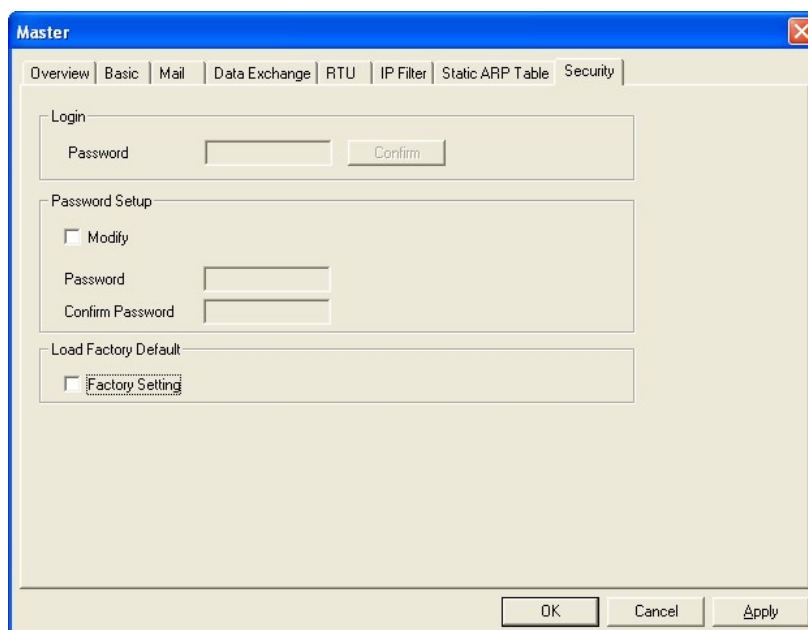 Master
Overview Basic Mail Data Exchange RTU IP Filter Static ARP Table Security
Login
Password Confirm
Password Setup
Modify
Password
Confirm Password
Load Factory Default
Factory Setting
OK Cancel Apply